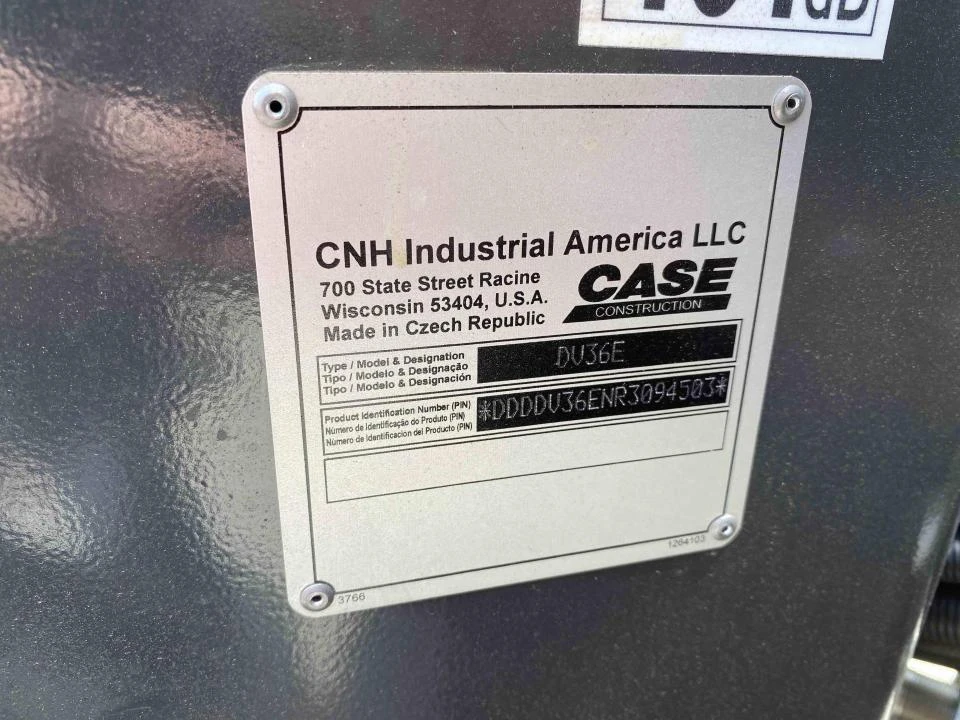 CNH Industrial America LLC
700 State Street Racine
Wisconsin 53404, U.S.A.
Made in Czech Republic
CASE
CONSTRUCTION
Type / Model & Designation
Tipo / Modelo & Designação
Tipo / Modelo & Designación
DV36E
Product Identification Number (PIN)
Número de Identificação do Produto (PIN)
Número de Identificacion del Producto (PIN)
*DDDDV36ENR3094503*
1264103
3766